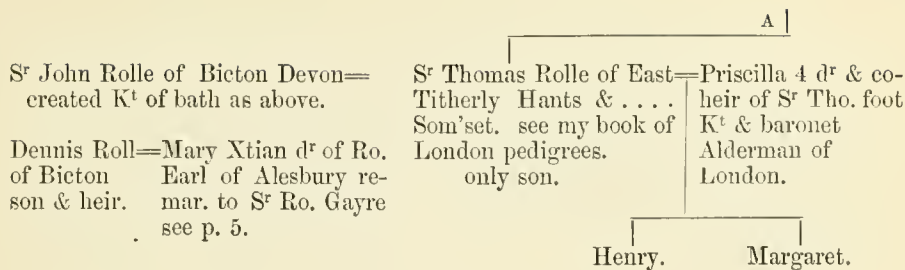 A
Sʳ John Rolle of Bicton Devon=
created Kᵗ of bath as above.
Dennis Roll=Mary Xtian dʳ of Ro.
of Bicton Earl of Alesbury re-
son & heir. mar. to Sʳ Ro. Gayre
see p. 5.
Sʳ Thomas Rolle of East=Priscilla 4 dʳ & co-
Titherly Hants & . . . . heir of Sʳ Tho. foot
Som'set. see my book of Kᵗ & baronet
London pedigrees. Alderman of
only son. London.
Henry. Margaret.